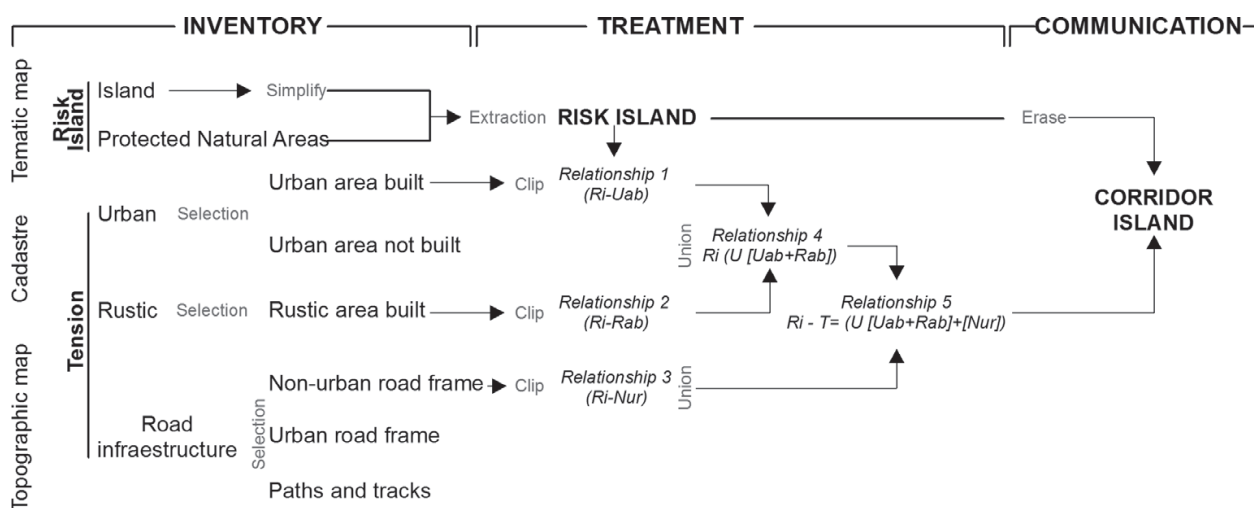 INVENTORY
TREATMENT
COMMUNICATION
Tematic map
Cadastre
Topographic map
Risk
Island
Tension
Island
Simplify
Protected Natural Areas
Extraction
RISK ISLAND
Erase
Urban
Selection
Urban area built
Clip
Relationship 1
(Ri-Uab)
Urban area not built
Union
Relationship 4
Ri (U [Uab+Rab])
CORRIDOR
ISLAND
Rustic
Selection
Rustic area built
Clip
Relationship 2
(Ri-Rab)
Relationship 5
Ri - T= (U [Uab+Rab]+[Nur])
Road
infraestructure
Selection
Non-urban road frame
Clip
Relationship 3
(Ri-Nur)
Union
Urban road frame
Paths and tracks